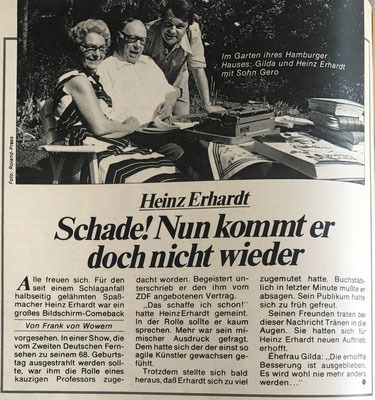 Im Garten ihres Hamburger
Hauses: Gilda und Heinz Erhardt
mit Sohn Gero
Foto: Roland-Press
Heinz Erhardt
Schade! Nun kommt er
doch nicht wieder
Alle freuen sich. Für den
seit einem Schlaganfall
halbseitig gelähmten Spaß-
macher Heinz Erhardt war ein
großes Bildschirm-Comeback
Von Frank von Wowern
vorgesehen. In einer Show, die
vom Zweiten Deutschen Fern-
sehen zu seinem 68. Geburts-
tag ausgestrahlt werden soll-
te, war ihm die Rolle eines
kauzigen Professors zuge-
dacht worden. Begeistert un-
terschrieb er den ihm vom
ZDF angebotenen Vertrag.
„Das schaffe ich schon!“
hatte Heinz Erhardt gemeint.
In der Rolle sollte er kaum
sprechen. Mehr war sein mi-
mischer Ausdruck gefragt.
Dem hatte sich der der einst so
agile Künstler gewachsen ge-
fühlt.
Trotzdem stellte sich bald
heraus, daß Erhardt sich zu viel
zugemutet hatte. Buchstäb-
lich in letzter Minute mußte er
absagen. Sein Publikum hatte
sich zu früh gefreut.
Seinen Freunden traten bei
dieser Nachricht Tränen in die
Augen. Sie hatten sich für
Heinz Erhardt neuen Auftrieb
erhofft.
Ehefrau Gilda: „Die erhoffte
Besserung ist ausgeblieben.
Es wird wohl nie mehr anders
werden...“